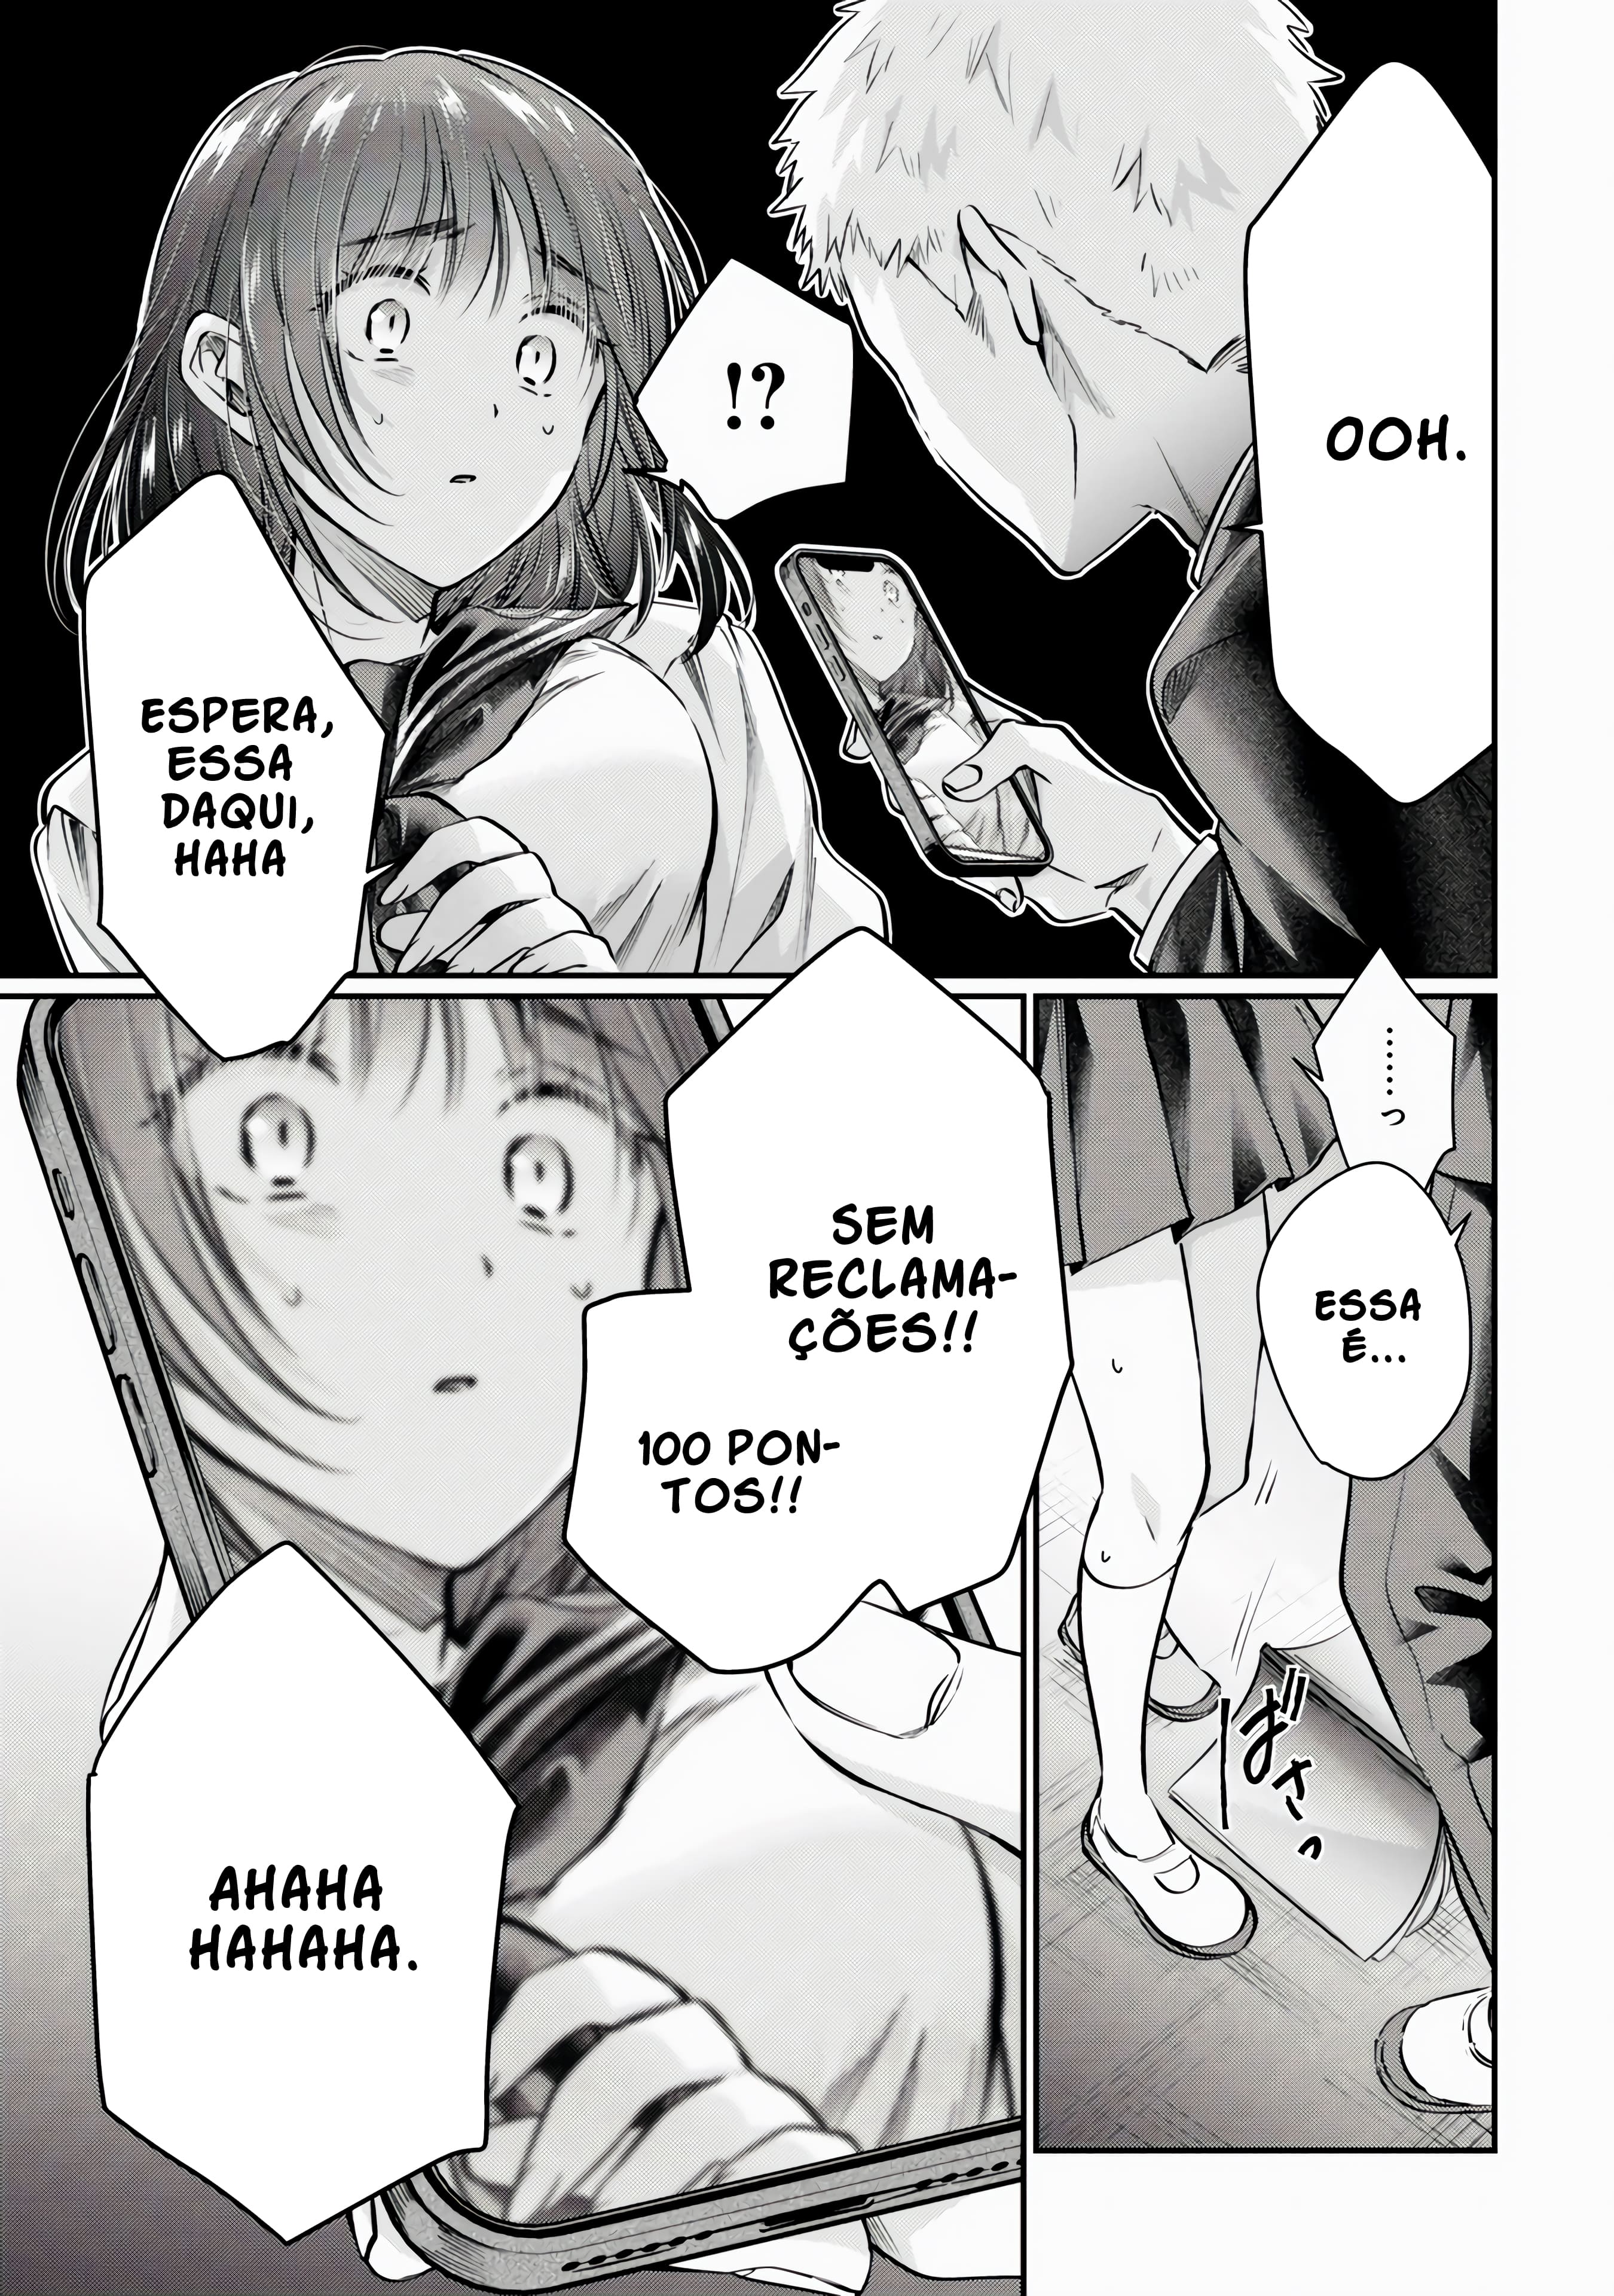 OOH.
!?
ESPERA,
ESSA
DAQUI,
HAHA
……っ
ESSA
É...
ばさっ
SEM
RECLAMA-
ÇÕES!!
100 PON-
TOS!!
AHAHA
HAHAHA.